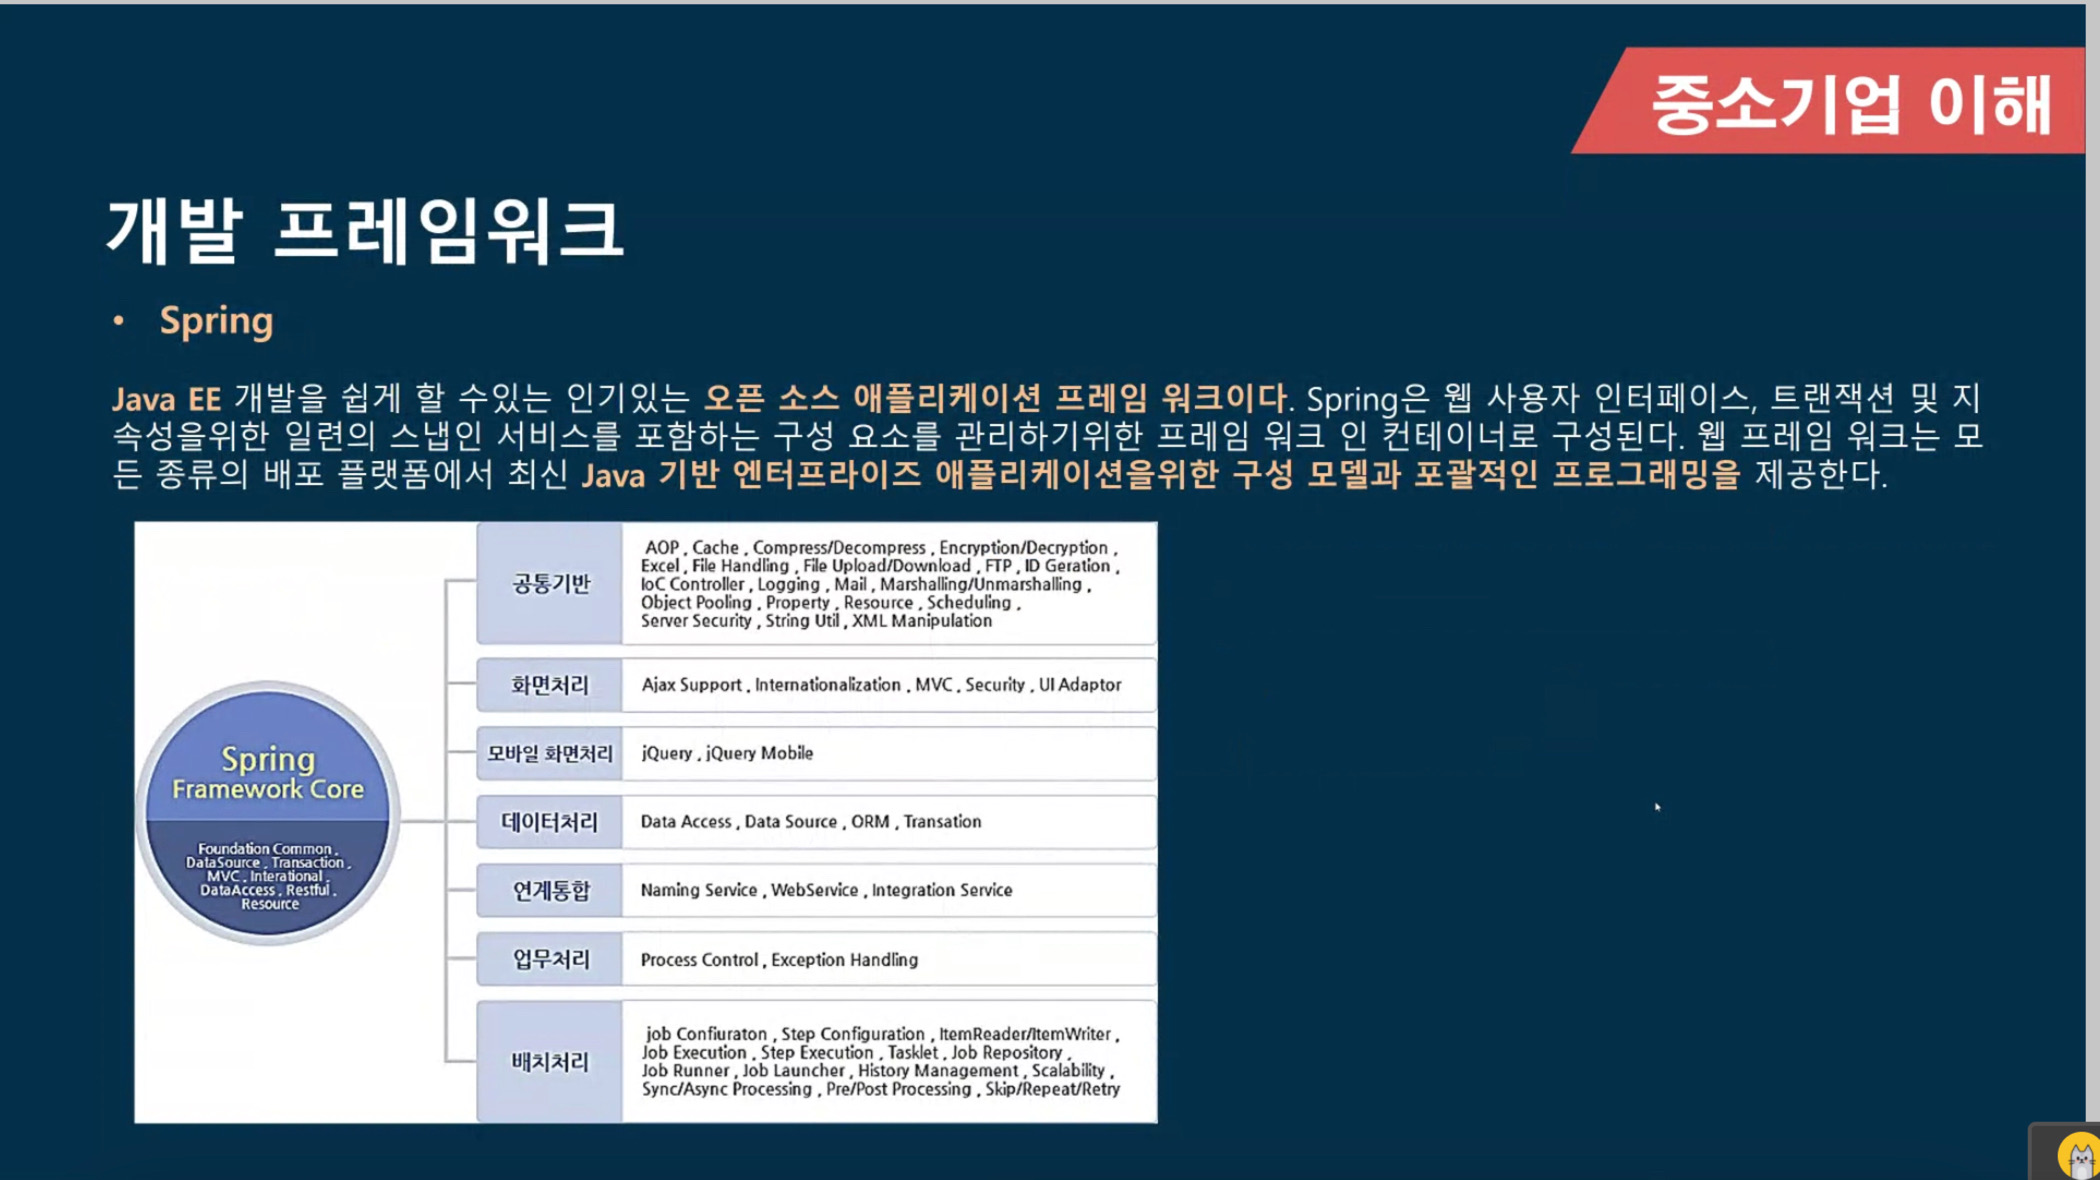 중소기업 이해
개발 프레임워크
• Spring
Java EE 개발을 쉽게 할 수있는 인기있는 오픈 소스 애플리케이션 프레임 워크이다. Spring은 웹 사용자 인터페이스, 트랜잭션 및 지
속성을위한 일련의 스냅인 서비스를 포함하는 구성 요소를 관리하기위한 프레임 워크 인 컨테이너로 구성된다. 웹 프레임 워크는 모
든 종류의 배포 플랫폼에서 최신 Java 기반 엔터프라이즈 애플리케이션을위한 구성 모델과 포괄적인 프로그래밍을 제공한다.
Spring
Framework Core
Foundation Common ,
DataSource , Transaction ,
MVC , Interational ,
DataAccess , Restful ,
Resource
공통기반
AOP , Cache , Compress/Decompress , Encryption/Decryption ,
Excel , File Handling , File Upload/Download , FTP , ID Geration ,
IoC Controller , Logging , Mail , Marshalling/Unmarshalling ,
Object Pooling , Property , Resource , Scheduling ,
Server Security , String Util , XML Manipulation
화면처리
Ajax Support , Internationalization , MVC , Security , UI Adaptor
모바일 화면처리
jQuery , jQuery Mobile
데이터처리
Data Access , Data Source , ORM , Transation
연계통합
Naming Service , WebService , Integration Service
업무처리
Process Control , Exception Handling
배치처리
job Confiuraton , Step Configuration , ItemReader/ItemWriter ,
Job Execution , Step Execution , Tasklet , Job Repository ,
Job Runner , Job Launcher , History Management , Scalability ,
Sync/Async Processing , Pre/Post Processing , Skip/Repeat/Retry